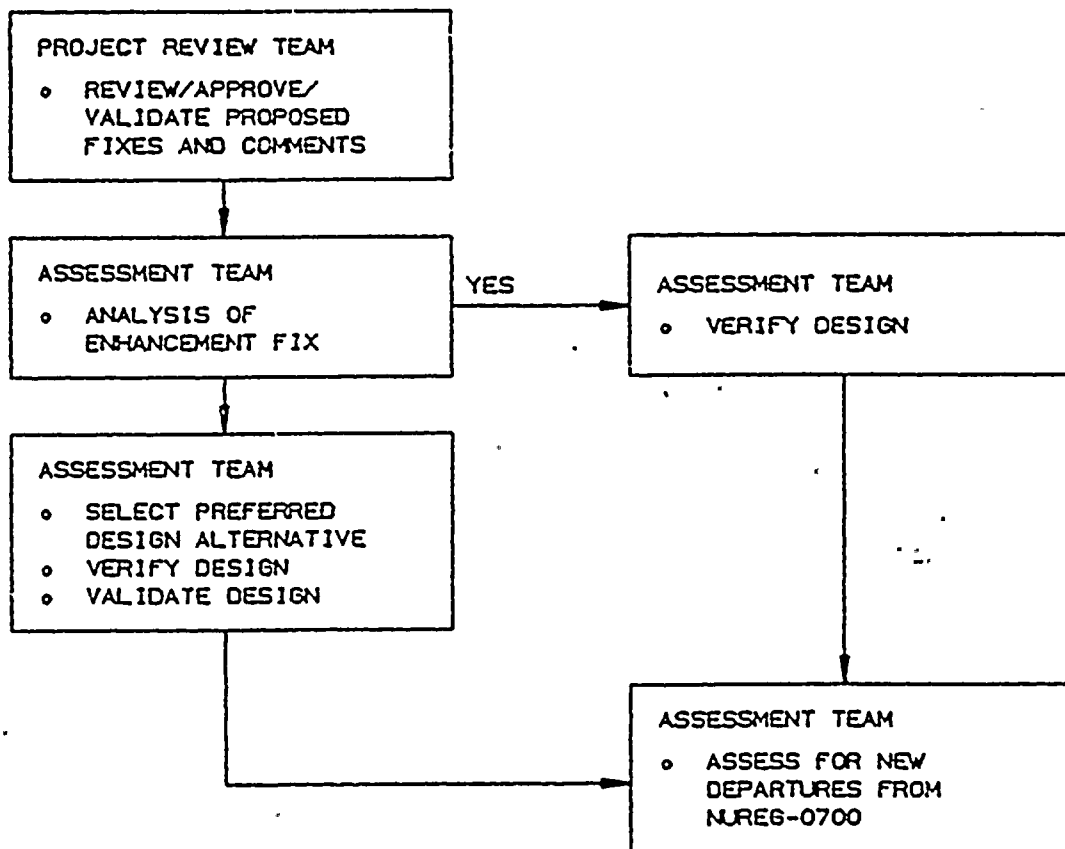 PROJECT REVIEW TEAM
o REVIEW/APPROVE/
VALIDATE PROPOSED
FIXES AND COMMENTS
ASSESSMENT TEAM
o ANALYSIS OF
ENHANCEMENT FIX
YES
ASSESSMENT TEAM
o VERIFY DESIGN
ASSESSMENT TEAM
o SELECT PREFERRED
DESIGN ALTERNATIVE
o VERIFY DESIGN
o VALIDATE DESIGN
ASSESSMENT TEAM
o ASSESS FOR NEW
DEPARTURES FROM
NUREG-0700